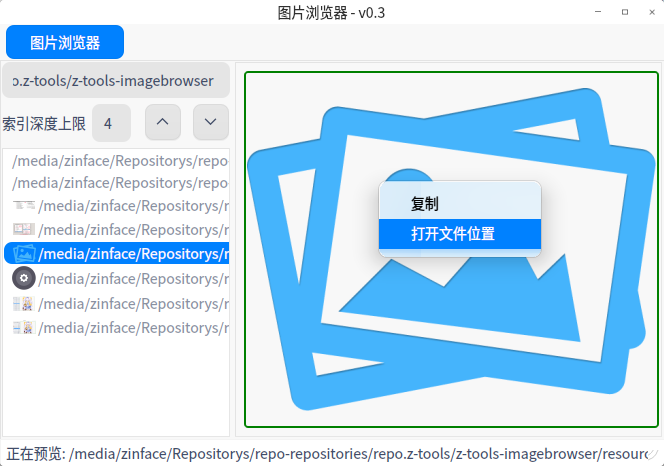 图片浏览器 - v0.3
图片浏览器
o.z-tools/z-tools-imagebrowser
索引深度上限 4
/media/zinface/Repositorys/repo
/media/zinface/Repositorys/repo
/media/zinface/Repositorys/r
/media/zinface/Repositorys/r
/media/zinface/Repositorys/r
/media/zinface/Repositorys/r
/media/zinface/Repositorys/r
/media/zinface/Repositorys/r
复制
打开文件位置
正在预览: /media/zinface/Repositorys/repo-repositories/repo.z-tools/z-tools-imagebrowser/resourc